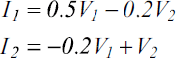 I₁ = 0.5V₁ − 0.2V₂
I₂ = −0.2V₁ + V₂